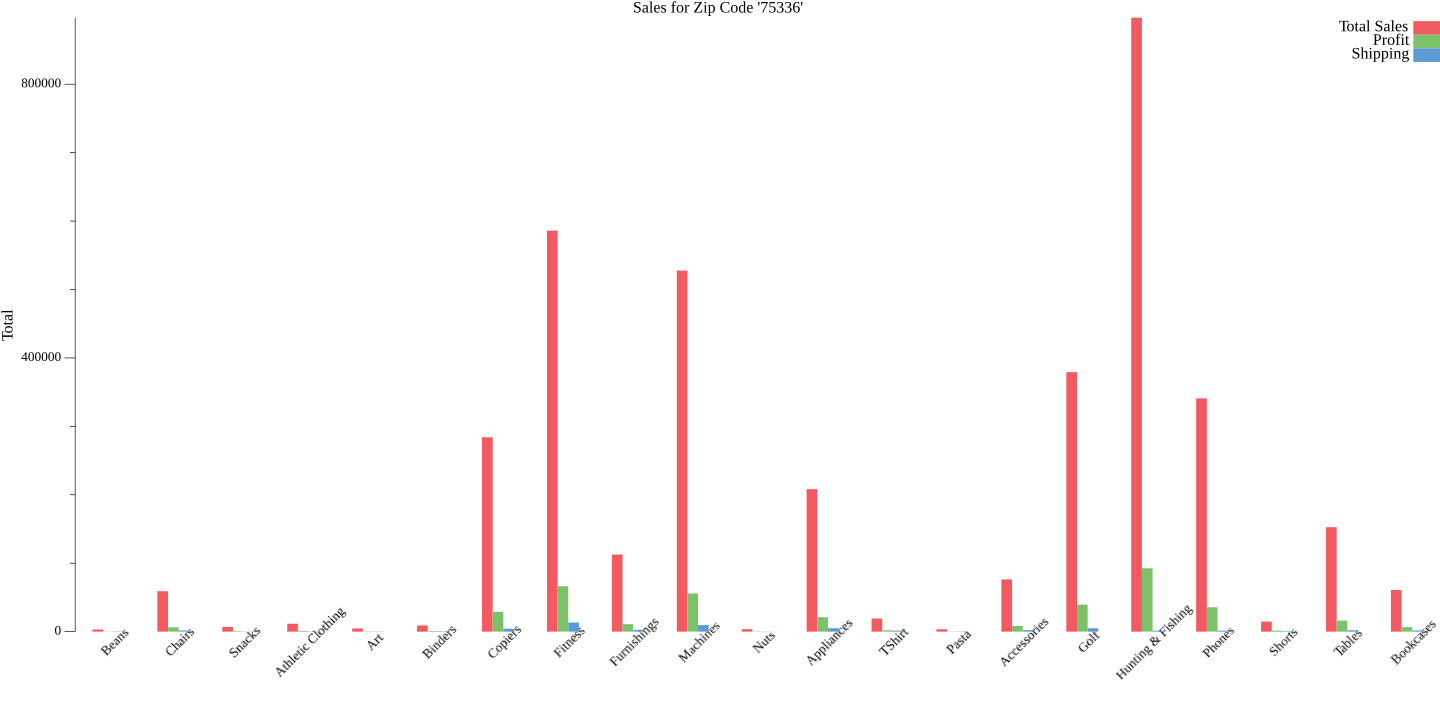 Sales for Zip Code '75336'
Total Sales
Profit
Shipping
800000
400000
0
Total
Beans
Chairs
Snacks
Athletic Clothing
Art
Binders
Copiers
Fitness
Furnishings
Machines
Nuts
Appliances
TShirt
Pasta
Accessories
Golf
Hunting & Fishing
Phones
Shorts
Tables
Bookcases